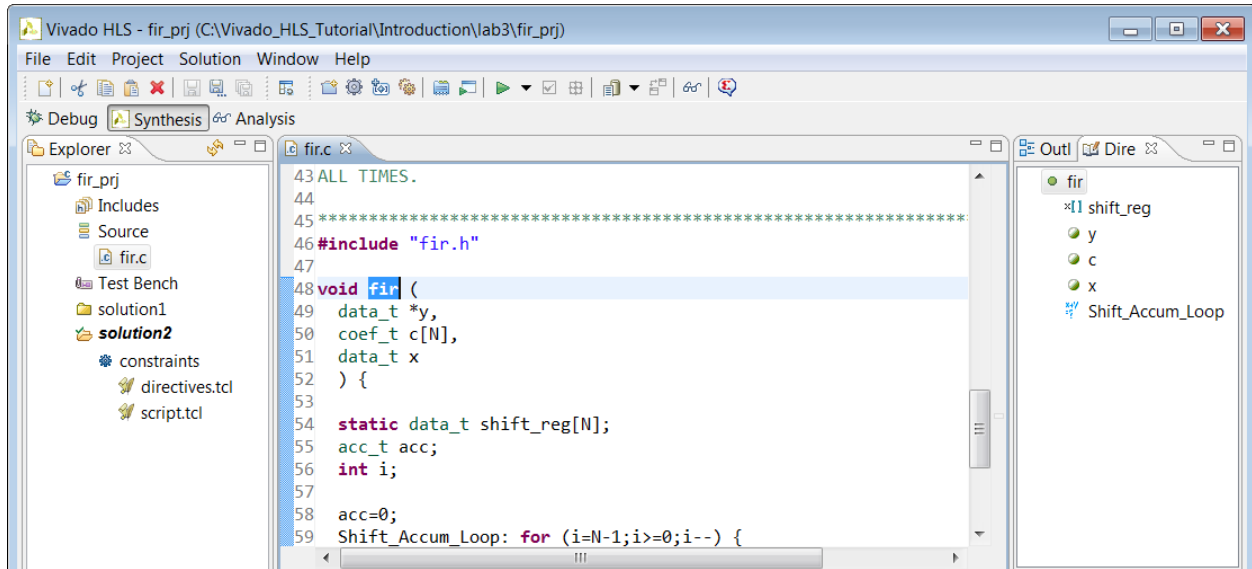 Vivado HLS - fir_prj (C:\Vivado_HLS_Tutorial\Introduction\lab3\fir_prj)
File Edit Project Solution Window Help
Debug Synthesis Analysis
Explorer
fir_prj
Includes
Source
fir.c
Test Bench
solution1
solution2
constraints
directives.tcl
script.tcl
fir.c
43 ALL TIMES.
44
45 *****************************************************************
46 #include "fir.h"
47
48 void fir (
49   data_t *y,
50   coef_t c[N],
51   data_t x
52   ) {
53
54   static data_t shift_reg[N];
55   acc_t acc;
56   int i;
57
58   acc=0;
59   Shift_Accum_Loop: for (i=N-1;i>=0;i--) {
Outl Dire
fir
shift_reg
y
c
x
Shift_Accum_Loop